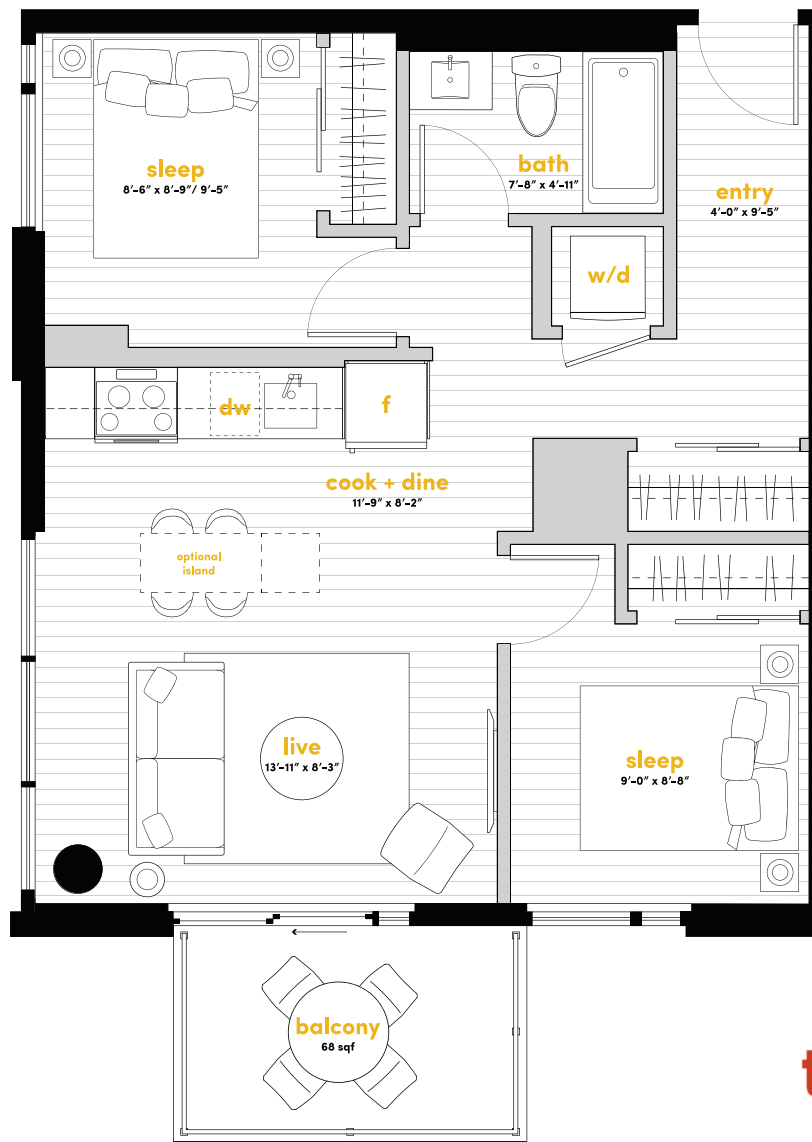 sleep
8'-6" x 8'-9"/ 9'-5"
bath
7'-8" x 4'-11"
entry
4'-0" x 9'-5"
w/d
dw
f
cook + dine
11'-9" x 8'-2"
optional
island
live
13'-11" x 8'-3"
sleep
9'-0" x 8'-8"
balcony
68 sqf
t